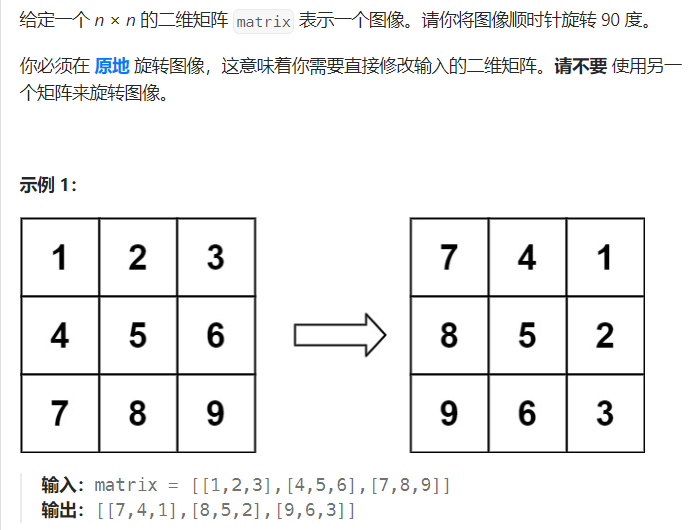 给定一个 n × n 的二维矩阵 matrix 表示一个图像。请你将图像顺时针旋转 90 度。
你必须在 原地 旋转图像，这意味着你需要直接修改输入的二维矩阵。请不要 使用另一
个矩阵来旋转图像。
示例 1：
1 2 3 7 4 1
4 5 6 8 5 2
7 8 9 9 6 3
输入：matrix = [[1,2,3],[4,5,6],[7,8,9]]
输出：[[7,4,1],[8,5,2],[9,6,3]]